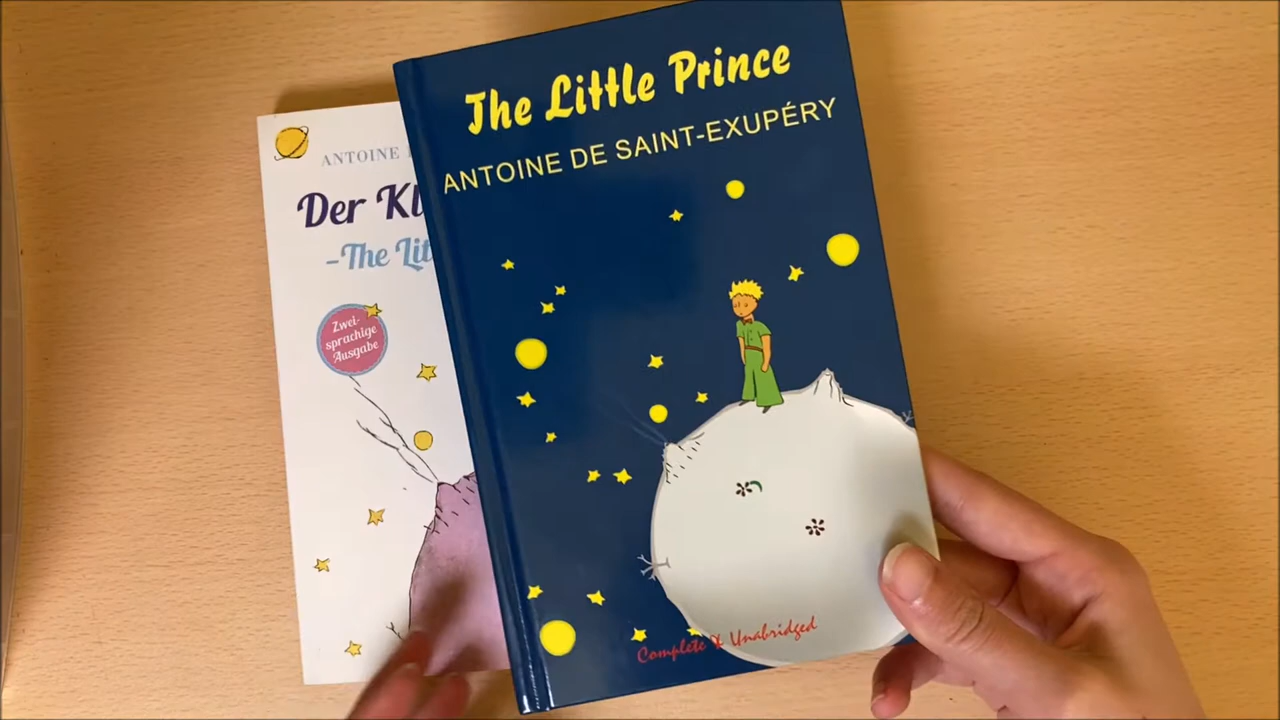 The Little Prince
ANTOINE DE SAINT-EXUPÉRY
Complete & Unabridged
ANTOINE
Der Kl
–The Lit
Zwei-
sprachige
Ausgabe